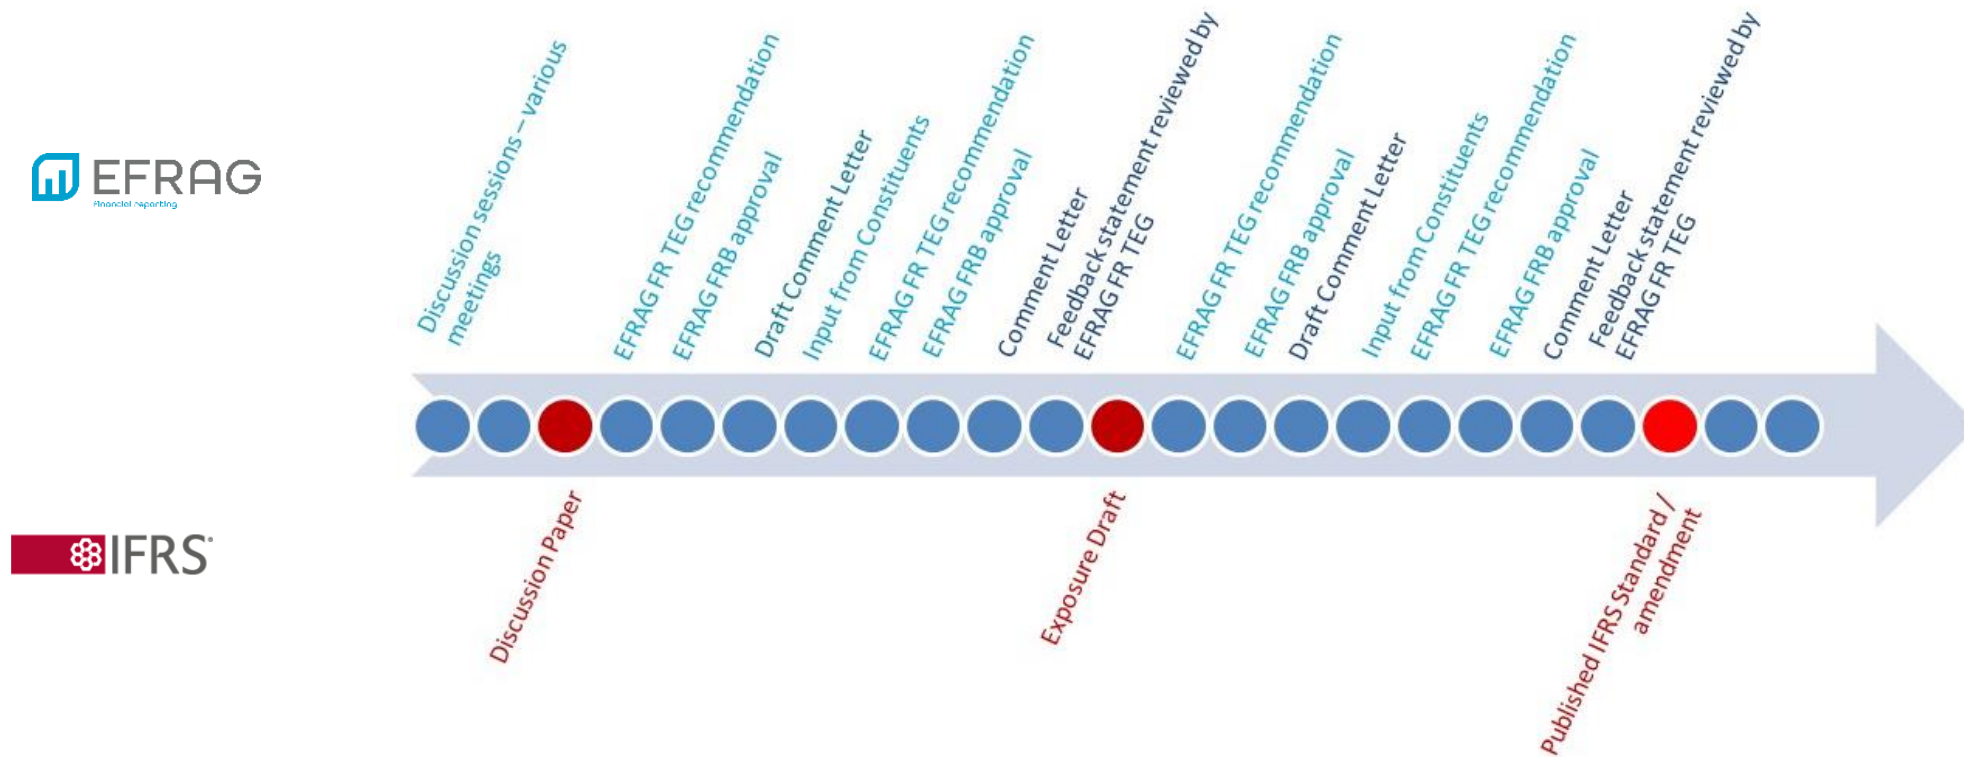 EFRAG
Financial reporting
Discussion sessions – various
meetings
EFRAG FR TEG recommendation
EFRAG FRB approval
Draft Comment Letter
Input from Constituents
EFRAG FR TEG recommendation
EFRAG FRB approval
Comment Letter
Feedback statement reviewed by
EFRAG FR TEG
EFRAG FR TEG recommendation
EFRAG FRB approval
Draft Comment Letter
Input from Constituents
EFRAG FR TEG recommendation
EFRAG FRB approval
Comment Letter
Feedback statement reviewed by
EFRAG FR TEG
IFRS®
Discussion Paper
Exposure Draft
Published IFRS Standard /
amendment